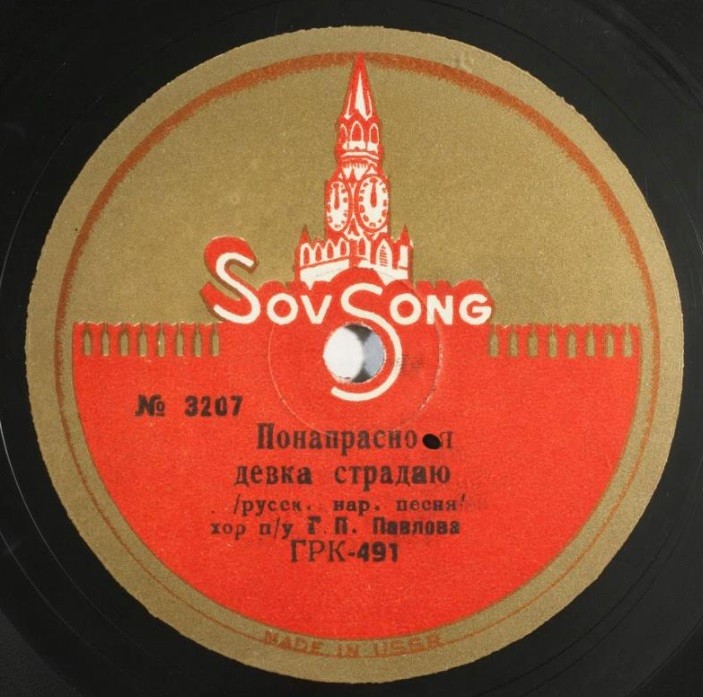 SovSong
№ 3207
Понапрасно я
девка страдаю
/русск. нар. песня/
хор п/у Г. П. Павлова
ГРК-491
MADE IN USSR